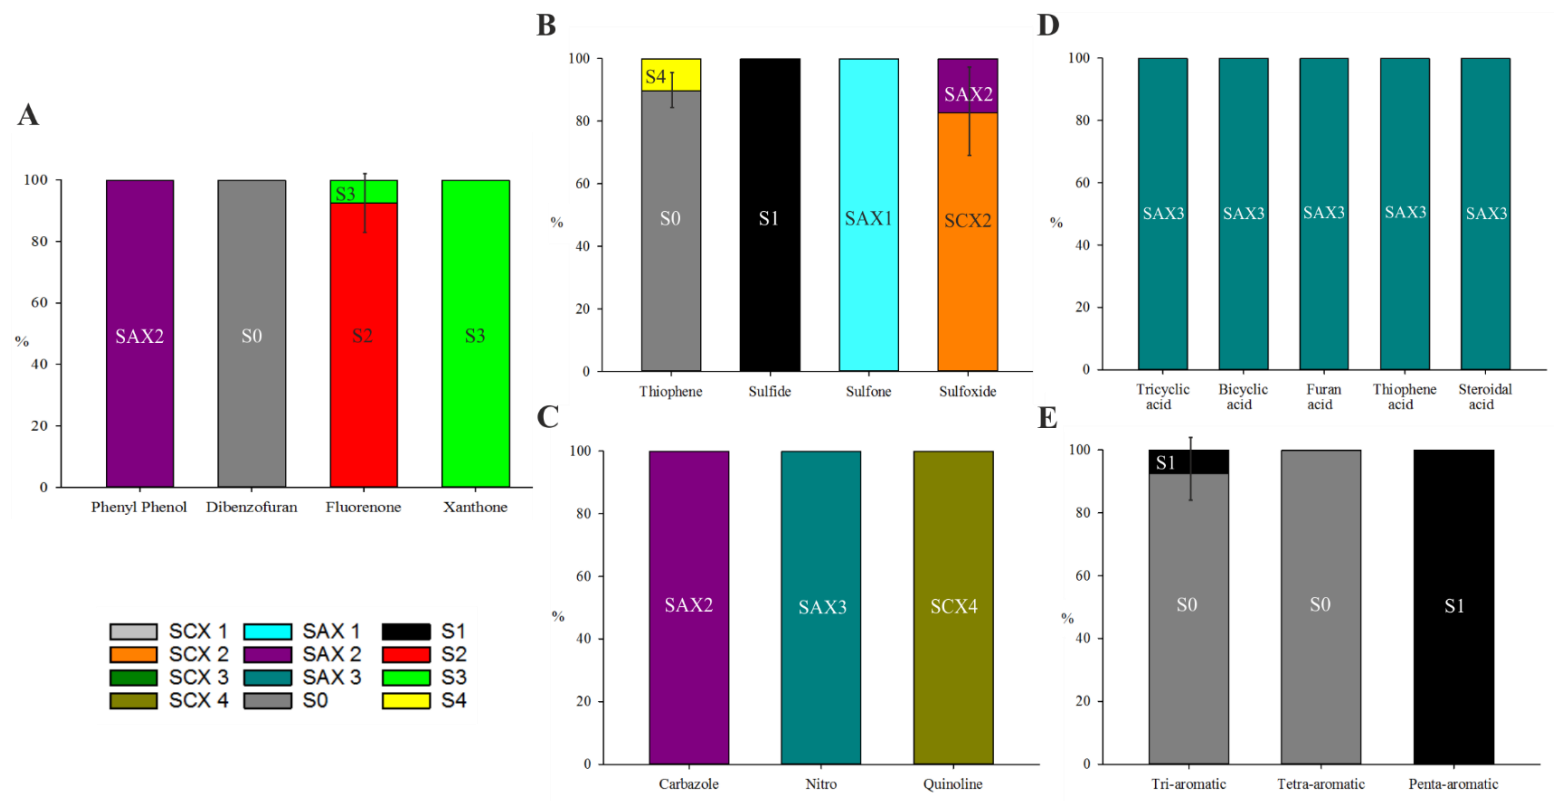 A
100
80
60
%
40
20
0
SAX2
S0
S3
S2
S3
Phenyl Phenol
Dibenzofuran
Fluorenone
Xanthone
SCX 1
SAX 1
S1
SCX 2
SAX 2
S2
SCX 3
SAX 3
S3
SCX 4
S0
S4
B
100
80
%
60
40
20
0
S4
S0
S1
SAX1
SAX2
SCX2
Thiophene
Sulfide
Sulfone
Sulfoxide
C
100
80
60
%
40
20
0
SAX2
SAX3
SCX4
Carbazole
Nitro
Quinoline
D
100
80
60
%
40
20
0
SAX3
SAX3
SAX3
SAX3
SAX3
Tricyclic
acid
Bicyclic
acid
Furan
acid
Thiophene
acid
Steroidal
acid
E
100
80
60
%
40
20
0
S1
S0
S0
S1
Tri-aromatic
Tetra-aromatic
Penta-aromatic